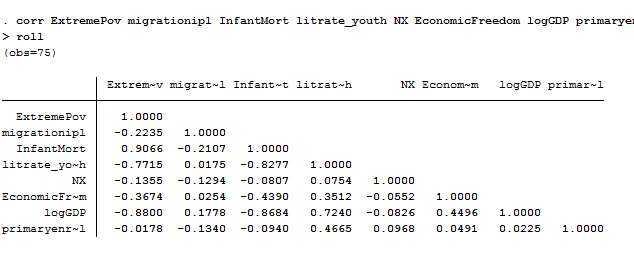 . corr ExtremePov migrationipl InfantMort litrate_youth NX EconomicFreedom logGDP primaryen
> roll
(obs=75)
Extrem~v migrat~l Infant~t litrat~h NX Econom~m logGDP primar~l
ExtremePov 1.0000
migrationipl -0.2235 1.0000
InfantMort 0.9066 -0.2107 1.0000
litrate_yo~h -0.7715 0.0175 -0.8277 1.0000
NX -0.1355 -0.1294 -0.0807 0.0754 1.0000
EconomicFr~m -0.3674 0.0254 -0.4390 0.3512 -0.0552 1.0000
logGDP -0.8800 0.1778 -0.8684 0.7240 -0.0826 0.4496 1.0000
primaryenr~l -0.0178 -0.1340 -0.0940 0.4665 0.0968 0.0491 0.0225 1.0000